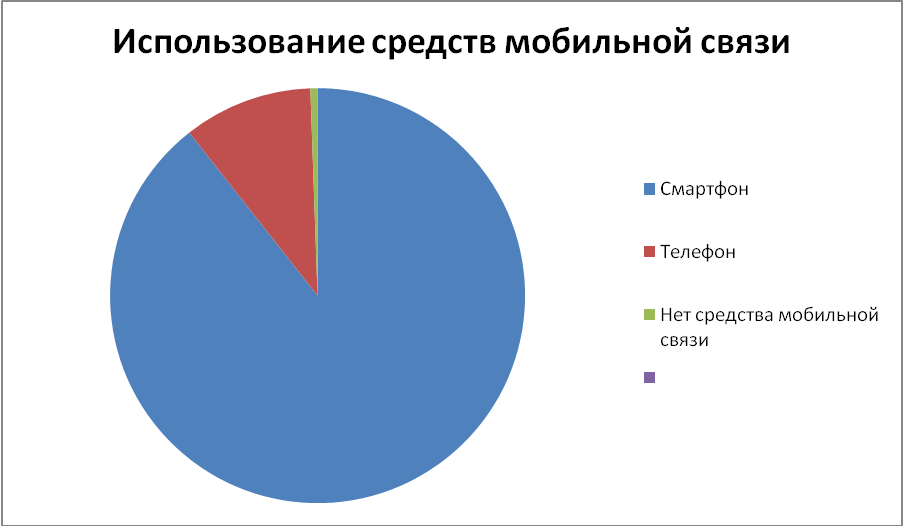 Использование средств мобильной связи
Смартфон
Телефон
Нет средства мобильной
связи